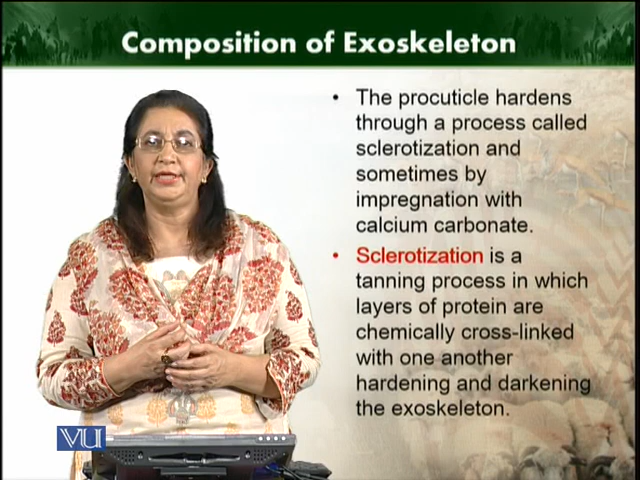 Composition of Exoskeleton
• The procuticle hardens
through a process called
sclerotization and
sometimes by
impregnation with
calcium carbonate.
• Sclerotization is a
tanning process in which
layers of protein are
chemically cross-linked
with one another
hardening and darkening
the exoskeleton.
VU